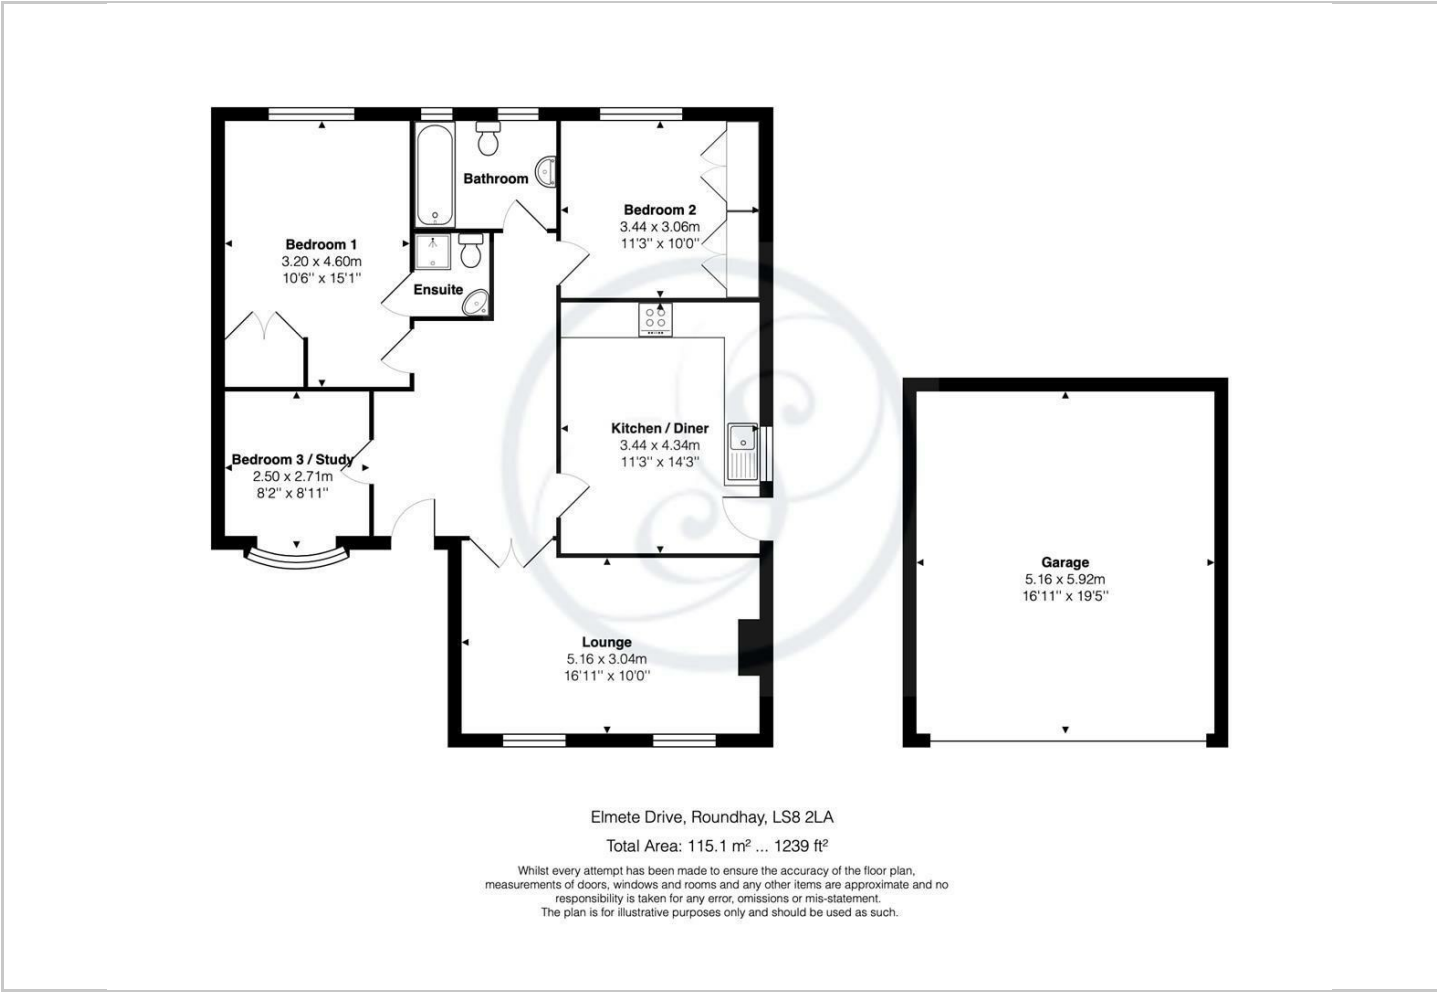 Bedroom 1
3.20 x 4.60m
10'6'' x 15'1''
Bathroom
Ensuite
Bedroom 2
3.44 x 3.06m
11'3'' x 10'0''
Kitchen / Diner
3.44 x 4.34m
11'3'' x 14'3''
Bedroom 3 / Study
2.50 x 2.71m
8'2'' x 8'11''
Lounge
5.16 x 3.04m
16'11'' x 10'0''
Garage
5.16 x 5.92m
16'11'' x 19'5''
Elmete Drive, Roundhay, LS8 2LA
Total Area: 115.1 m² ... 1239 ft²
Whilst every attempt has been made to ensure the accuracy of the floor plan,
measurements of doors, windows and rooms and any other items are approximate and no
responsibility is taken for any error, omissions or mis-statement.
The plan is for illustrative purposes only and should be used as such.